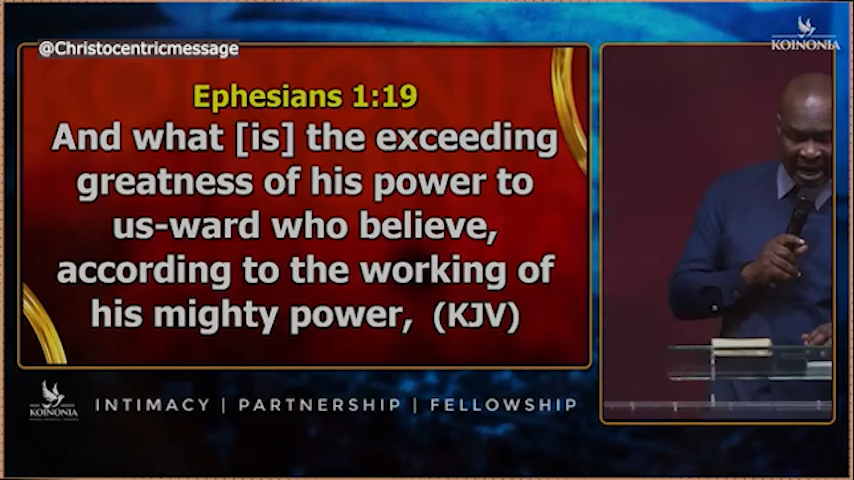 @Christocentricmessage
KOINONIA
Ephesians 1:19
And what [is] the exceeding
greatness of his power to
us-ward who believe,
according to the working of
his mighty power, (KJV)
KOINONIA
INTIMACY | PARTNERSHIP | FELLOWSHIP